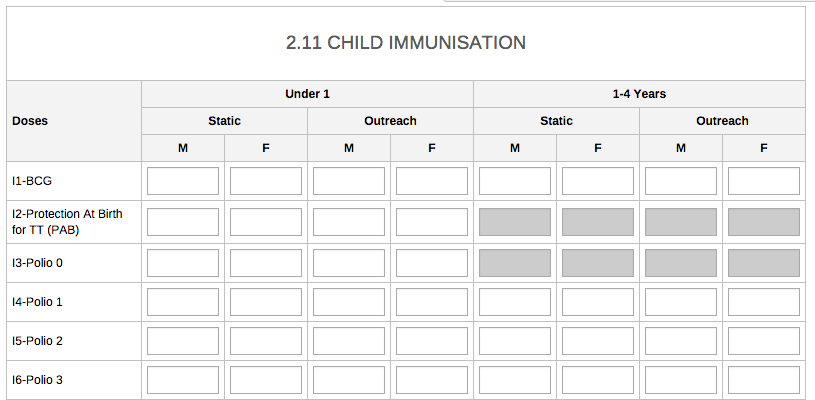 2.11 CHILD IMMUNISATION
Doses
Under 1
1-4 Years
Static
Outreach
Static
Outreach
M
F
M
F
M
F
M
F
I1-BCG
I2-Protection At Birth
for TT (PAB)
I3-Polio 0
I4-Polio 1
I5-Polio 2
I6-Polio 3